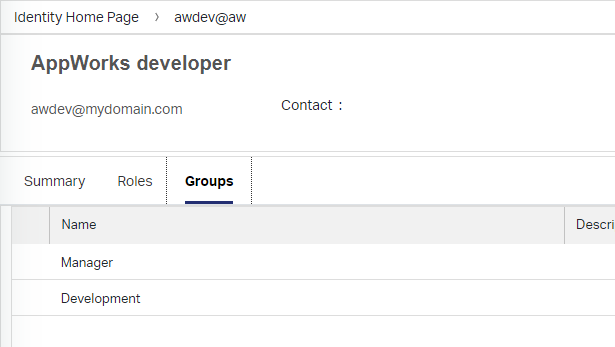 Identity Home Page > awdev@aw
AppWorks developer
awdev@mydomain.com
Contact :
Summary Roles Groups
Name Descri
Manager
Development